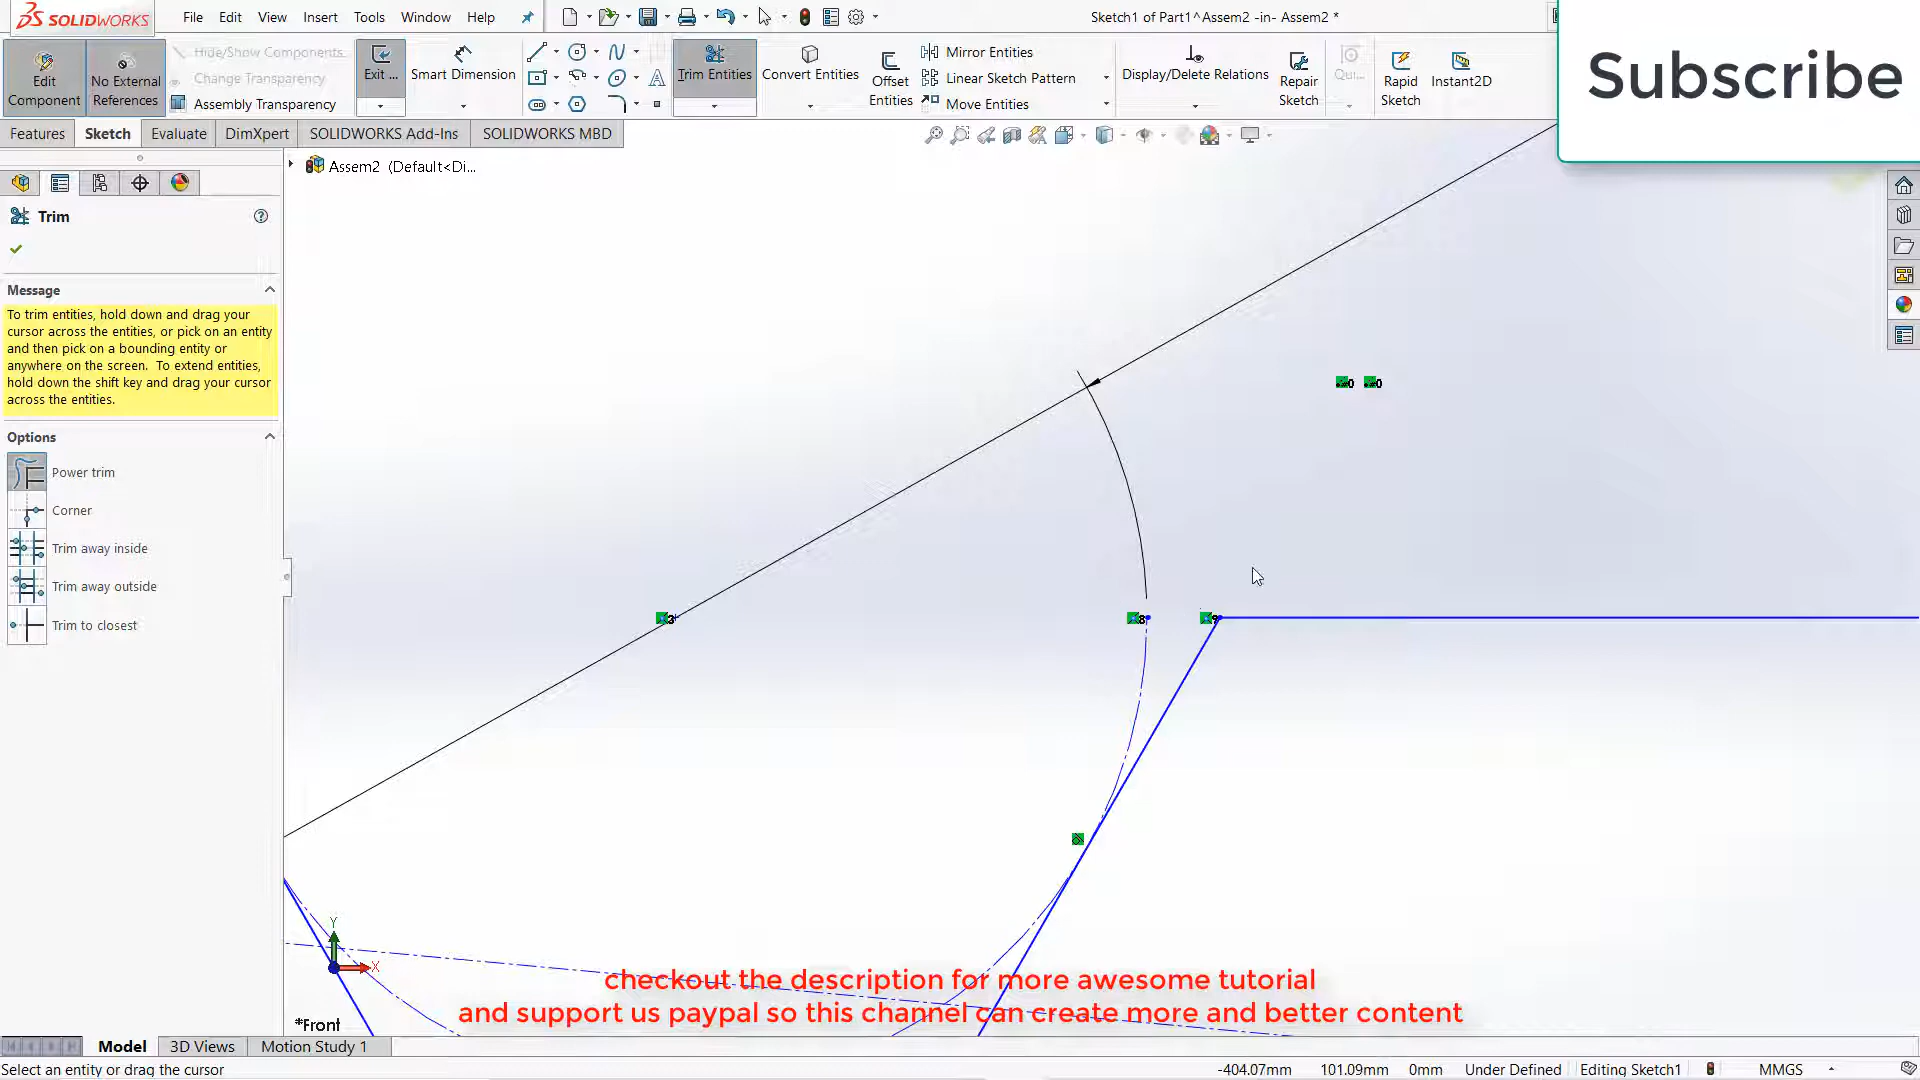 SOLIDWORKS
File Edit View Insert Tools Window Help
Sketch1 of Part1^Assem2 -in- Assem2 *
Subscribe
Edit Component
No External References
Hide/Show Components
Change Transparency
Assembly Transparency
Exit ...
Smart Dimension
Trim Entities
Convert Entities
Offset Entities
Mirror Entities
Linear Sketch Pattern
Move Entities
Display/Delete Relations
Repair Sketch
Qui...
Rapid Sketch
Instant2D
Features Sketch Evaluate DimXpert SOLIDWORKS Add-Ins SOLIDWORKS MBD
Assem2 (Default<Di...
Trim
Message
To trim entities, hold down and drag your
cursor across the entities, or pick on an entity
and then pick on a bounding entity or
anywhere on the screen. To extend entities,
hold down the shift key and drag your cursor
across the entities.
Options
Power trim
Corner
Trim away inside
Trim away outside
Trim to closest
0 0
3 8 9
Y
X
checkout the description for more awesome tutorial
and support us paypal so this channel can create more and better content
*Front
Model 3D Views Motion Study 1
Select an entity or drag the cursor
-404.07mm 101.09mm 0mm Under Defined Editing Sketch1 MMGS